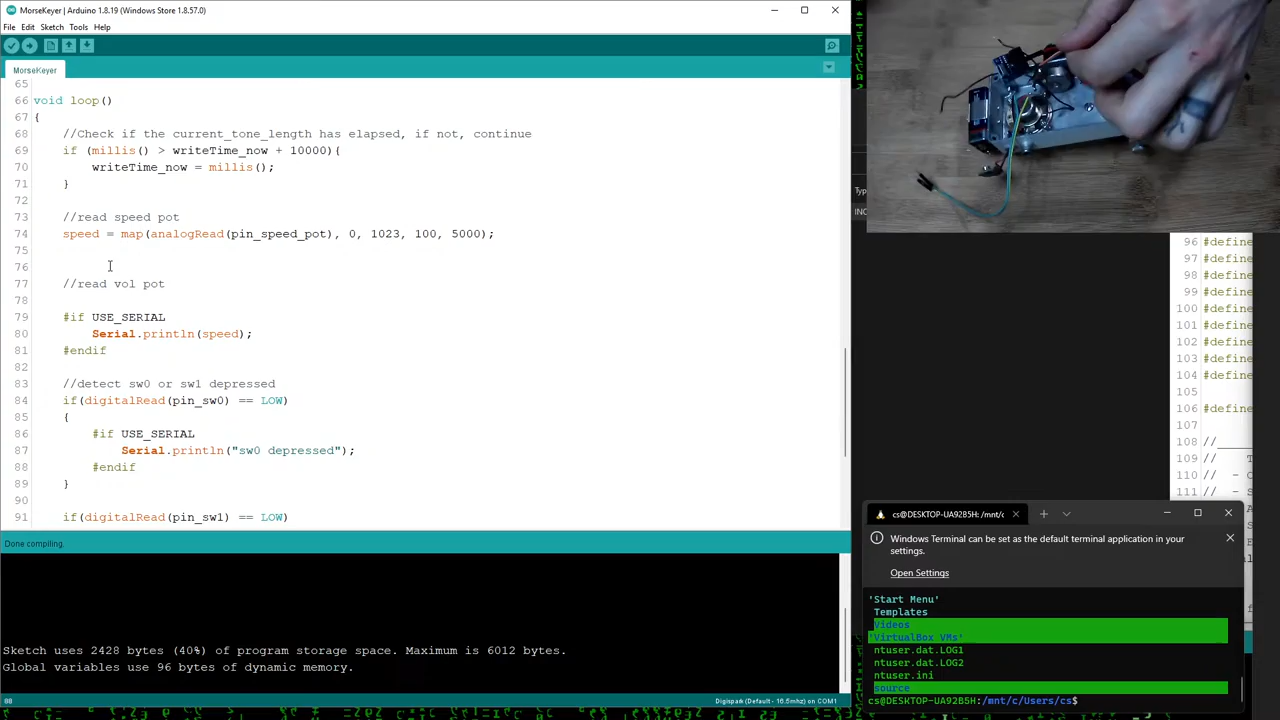 MorseKeyer | Arduino 1.8.19 (Windows Store 1.8.57.0)
File Edit Sketch Tools Help
MorseKeyer
65
66 void loop()
67 {
68 //Check if the current_tone_length has elapsed, if not, continue
69 if (millis() > writeTime_now + 10000){
70 writeTime_now = millis();
71 }
72
73 //read speed pot
74 speed = map(analogRead(pin_speed_pot), 0, 1023, 100, 5000);
75
76
77 //read vol pot
78
79 #if USE_SERIAL
80 Serial.println(speed);
81 #endif
82
83 //detect sw0 or sw1 depressed
84 if(digitalRead(pin_sw0) == LOW)
85 {
86 #if USE_SERIAL
87 Serial.println("sw0 depressed");
88 #endif
89 }
90
91 if(digitalRead(pin_sw1) == LOW)
Done compiling.
Sketch uses 2428 bytes (40%) of program storage space. Maximum is 6012 bytes.
Global variables use 96 bytes of dynamic memory.
Digispark (Default - 16.5mhz) on COM1
96 #define
97 #define
98 #define
99 #define
100 #define
101 #define
102 #define
103 #define
104 #define
105
106 #define
107
108 //
109 //
110 // - C
111 // - S
cs@DESKTOP-UA92B5H: /mnt/c
Windows Terminal can be set as the default terminal application in your
settings.
Open Settings
'Start Menu'
Templates
Videos
'VirtualBox VMs'
ntuser.dat.LOG1
ntuser.dat.LOG2
ntuser.ini
source
cs@DESKTOP-UA92B5H:/mnt/c/Users/cs$